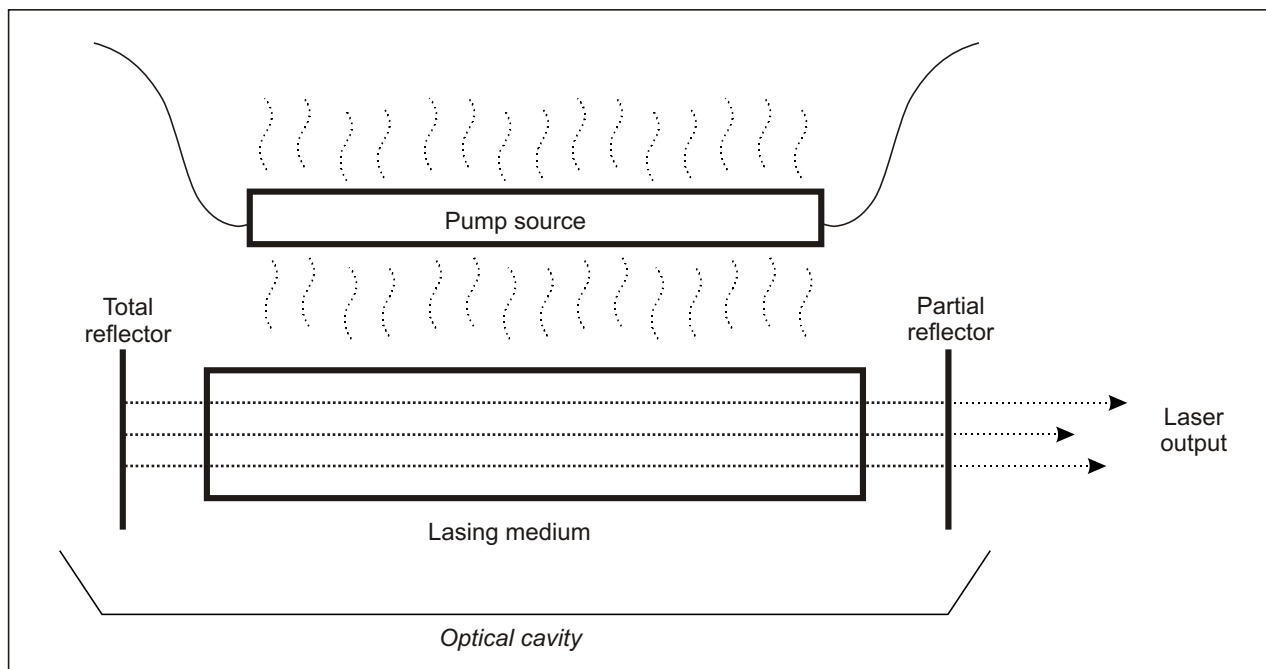 Pump source
Total
reflector
Partial
reflector
Laser
output
Lasing medium
Optical cavity